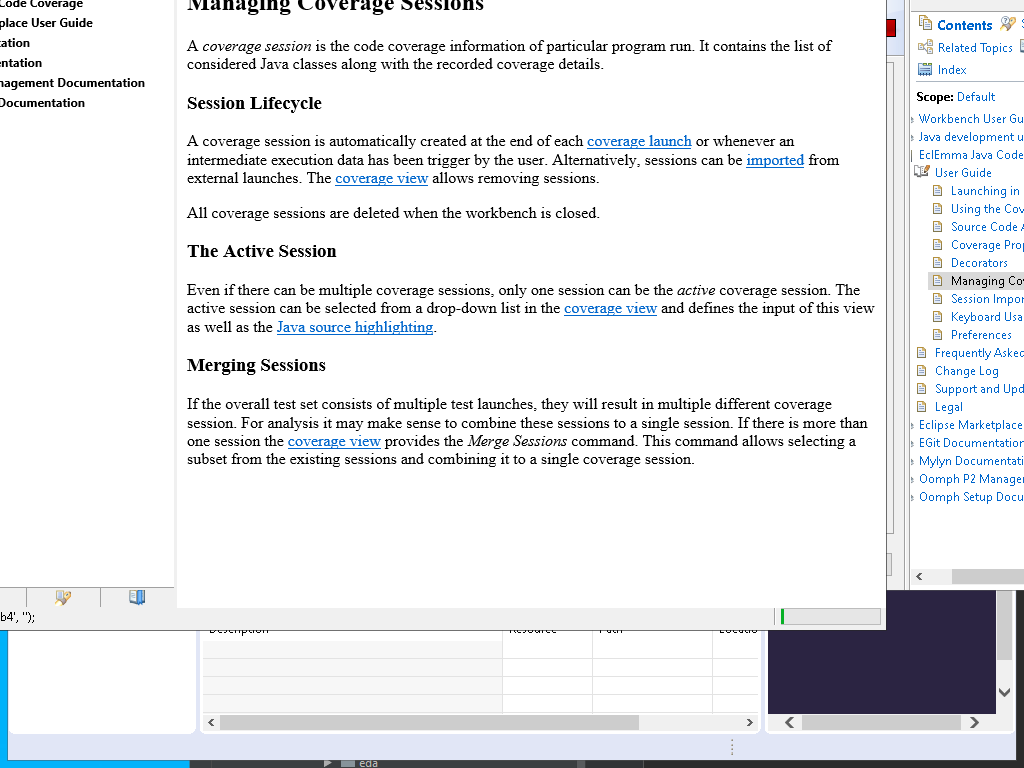 Code Coverage
place User Guide
tation
entation
nagement Documentation
Documentation
b4', '');
Managing Coverage Sessions
A coverage session is the code coverage information of particular program run. It contains the list of
considered Java classes along with the recorded coverage details.
Session Lifecycle
A coverage session is automatically created at the end of each coverage launch or whenever an
intermediate execution data has been trigger by the user. Alternatively, sessions can be imported from
external launches. The coverage view allows removing sessions.
All coverage sessions are deleted when the workbench is closed.
The Active Session
Even if there can be multiple coverage sessions, only one session can be the active coverage session. The
active session can be selected from a drop-down list in the coverage view and defines the input of this view
as well as the Java source highlighting.
Merging Sessions
If the overall test set consists of multiple test launches, they will result in multiple different coverage
session. For analysis it may make sense to combine these sessions to a single session. If there is more than
one session the coverage view provides the Merge Sessions command. This command allows selecting a
subset from the existing sessions and combining it to a single coverage session.
Contents S
Related Topics
Index
Scope: Default
Workbench User Gu
Java development u
EclEmma Java Code
User Guide
Launching in
Using the Cov
Source Code A
Coverage Prop
Decorators
Managing Cov
Session Impor
Keyboard Usa
Preferences
Frequently Asked
Change Log
Support and Upd
Legal
Eclipse Marketplace
EGit Documentation
Mylyn Documentati
Oomph P2 Manager
Oomph Setup Docu
Description Resource Path Locatio
eda